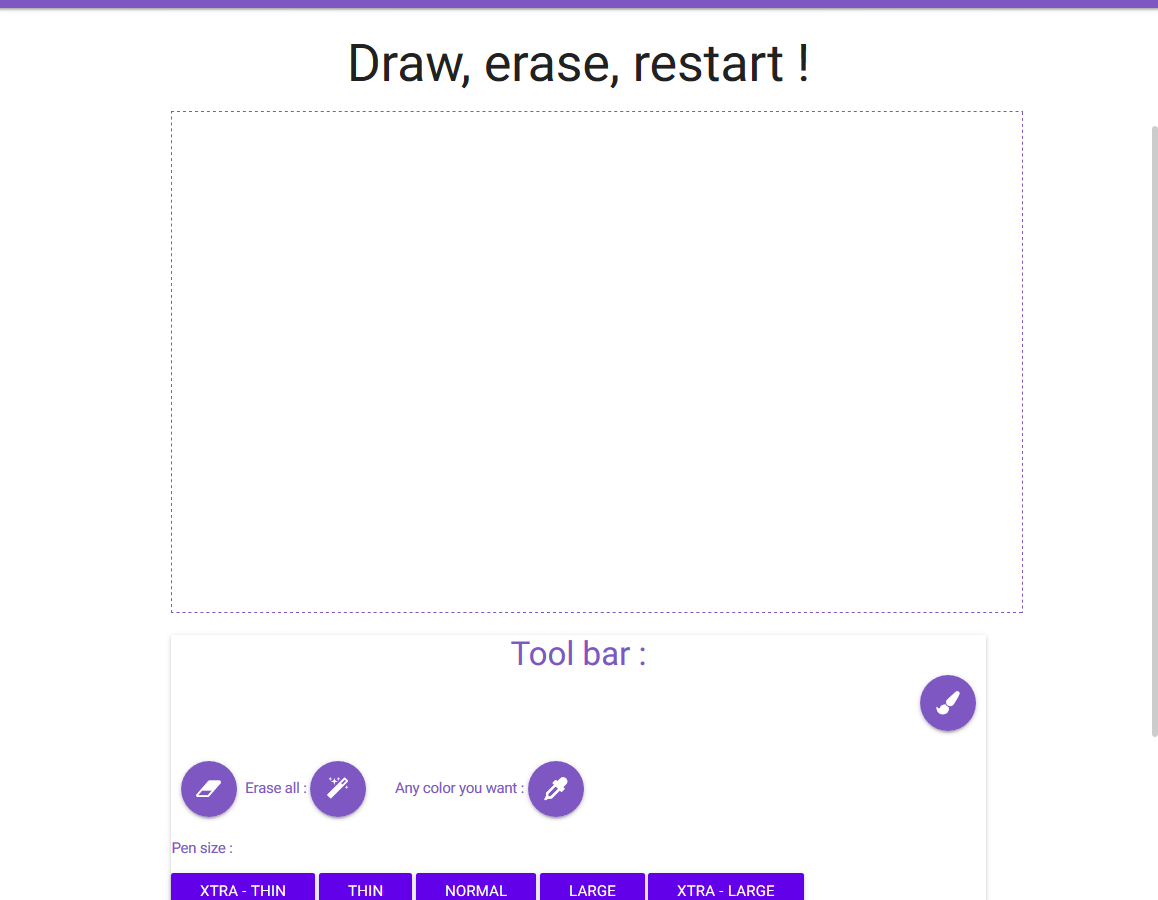 Draw, erase, restart !
Tool bar :
Erase all :
Any color you want :
Pen size :
XTRA - THIN
THIN
NORMAL
LARGE
XTRA - LARGE